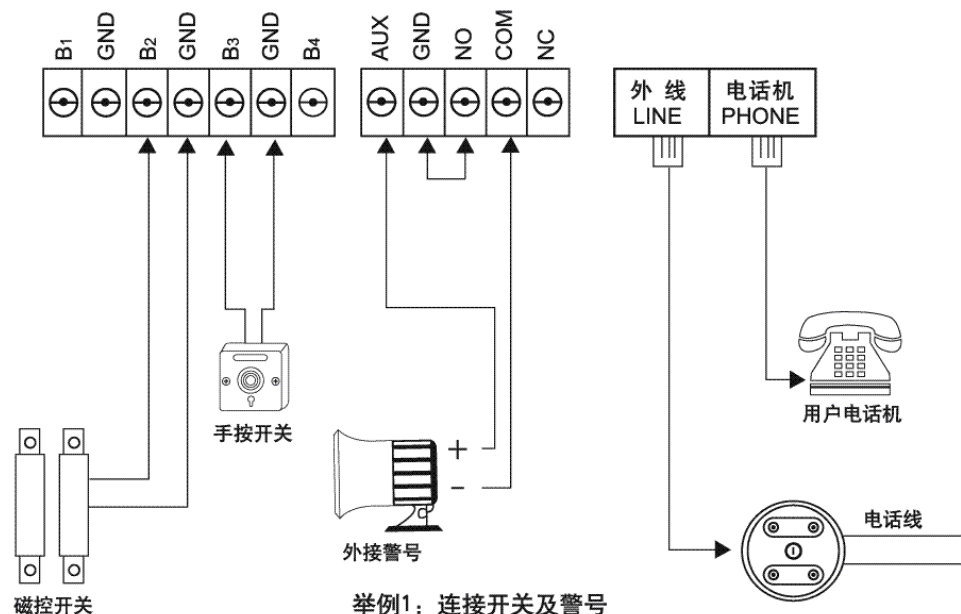 B1 GND B2 GND B3 GND B4
AUX GND NO COM NC
外 线 电话机
LINE PHONE
手按开关
+
−
用户电话机
外接警号
电话线
磁控开关
举例1：连接开关及警号